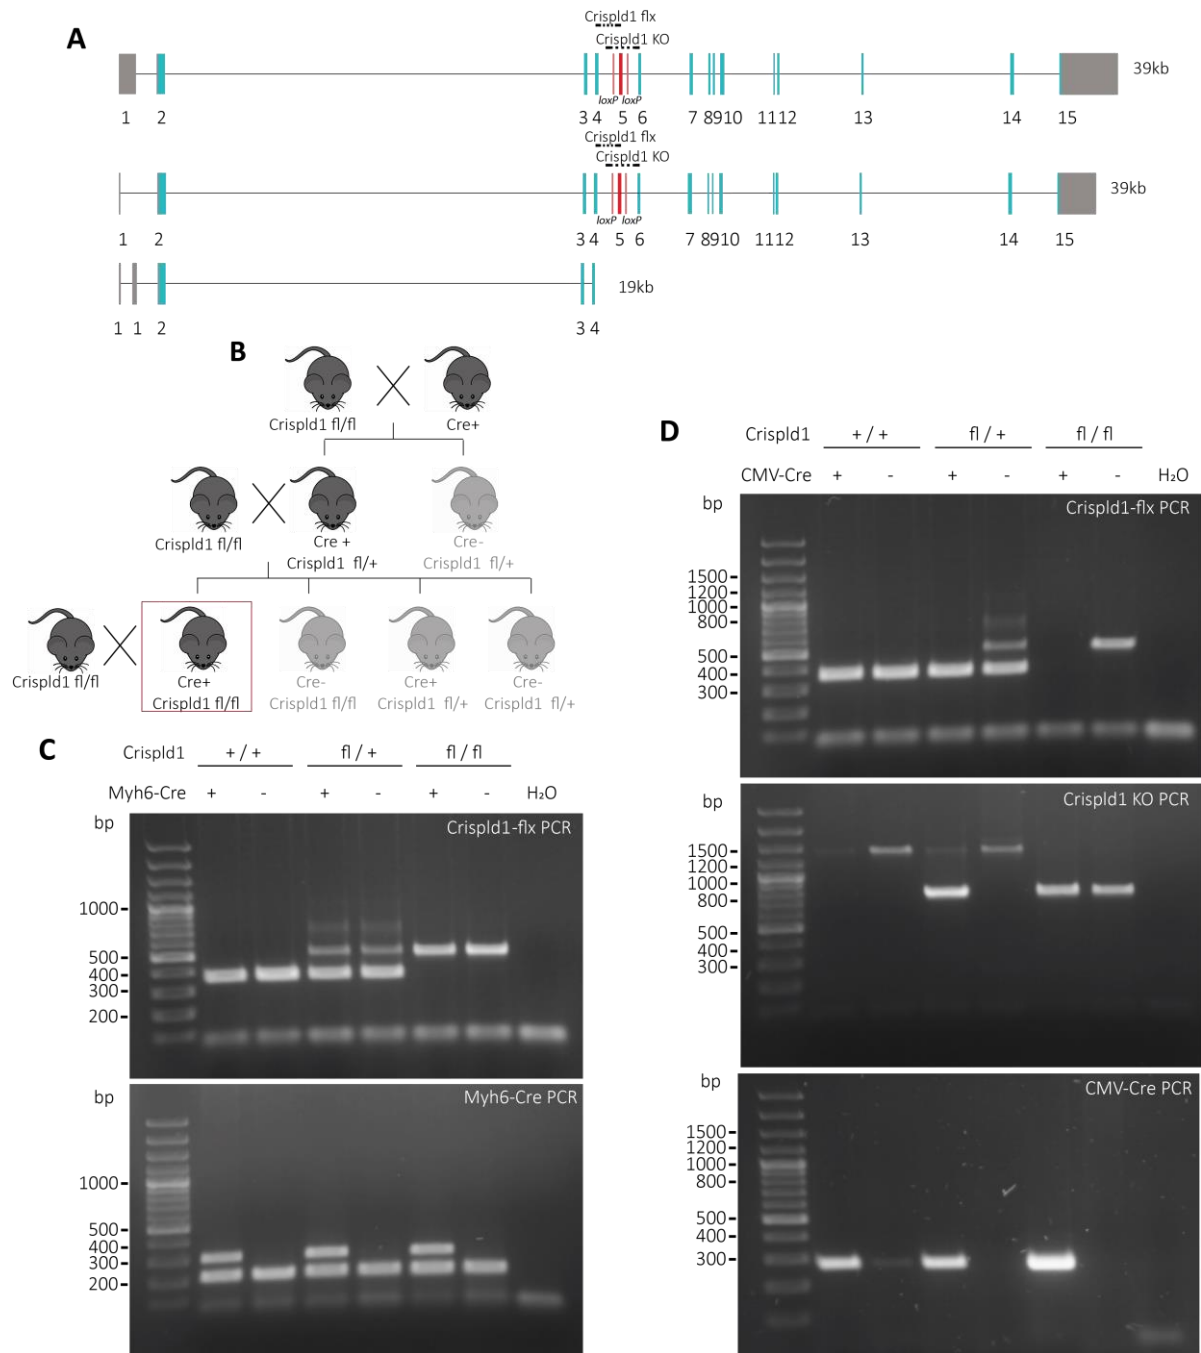 A
Crispld1 flx
Crispld1 KO
39kb
loxP loxP
1 2 3 4 5 6 7 8 9 10 11 12 13 14 15
Crispld1 flx
Crispld1 KO
39kb
loxP loxP
1 2 3 4 5 6 7 8 9 10 11 12 13 14 15
19kb
1 1 2 3 4
B
Crispld1 fl/fl
Cre+
Crispld1 fl/fl
Cre +
Crispld1 fl/+
Cre-
Crispld1 fl/+
Crispld1 fl/fl
Cre+
Crispld1 fl/fl
Cre-
Crispld1 fl/fl
Cre+
Crispld1 fl/+
Cre-
Crispld1 fl/+
C
Crispld1 +/+ fl/+ fl/fl
Myh6-Cre + - + - + - H₂O
bp
Crispld1-flx PCR
1000
500
400
300
200
bp
Myh6-Cre PCR
1000
500
400
300
200
D
Crispld1 +/+ fl/+ fl/fl
CMV-Cre + - + - + - H₂O
bp
Crispld1-flx PCR
1500
1200
1000
800
500
400
300
bp
Crispld1 KO PCR
1500
1200
1000
800
500
400
300
bp
CMV-Cre PCR
1500
1200
1000
800
500
400
300